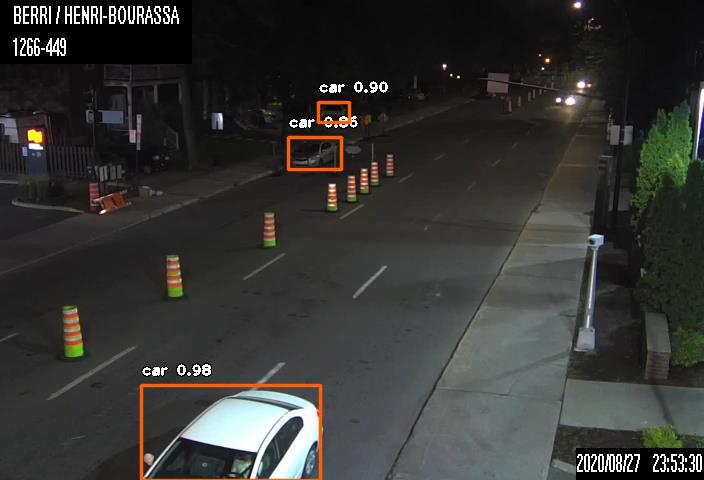 BERRI / HENRI-BOURASSA
1266-449
car 0.90
car 0.86
car 0.98
2020/08/27 23:53:30